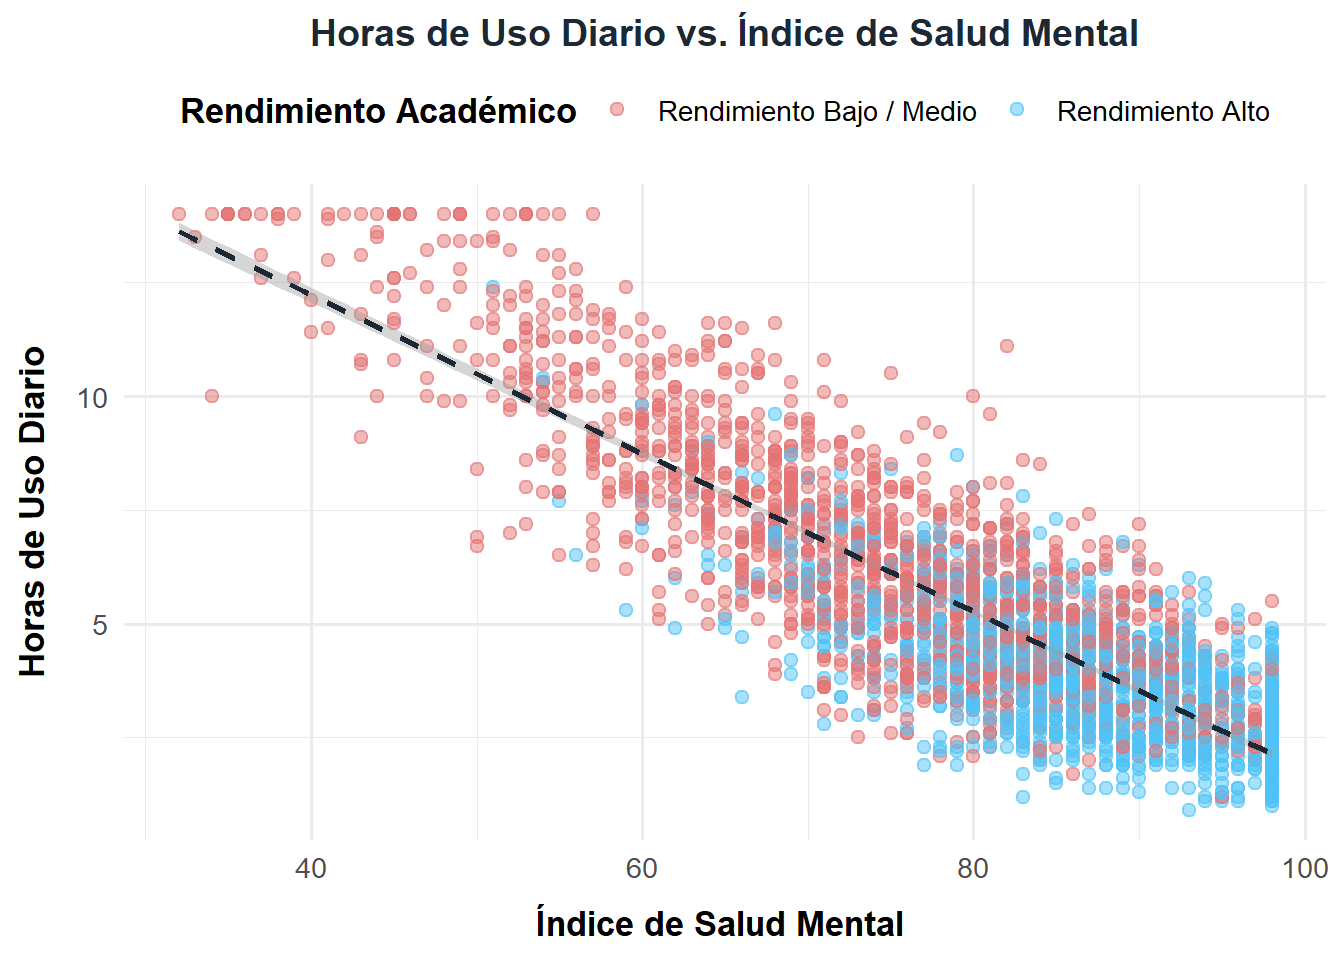 Horas de Uso Diario vs. Índice de Salud Mental
Rendimiento Académico Rendimiento Bajo / Medio Rendimiento Alto
Horas de Uso Diario
10
5
40 60 80 100
Índice de Salud Mental